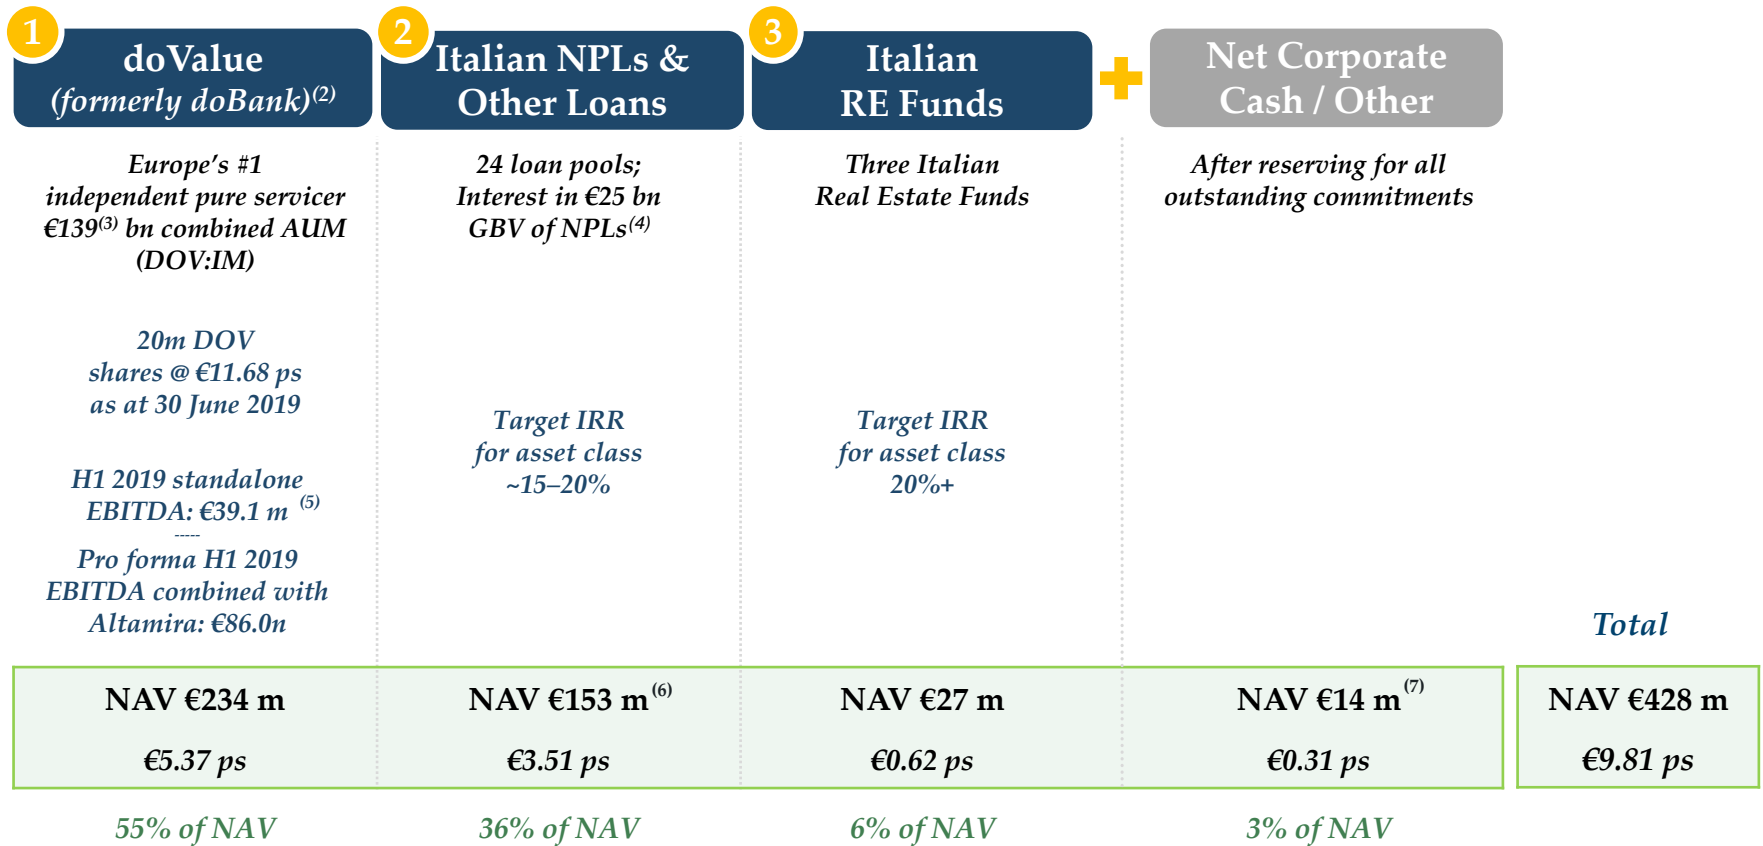 1
doValue
(formerly doBank)(2)
Europe's #1
independent pure servicer
€139(3) bn combined AUM
(DOV:IM)
20m DOV
shares @ €11.68 ps
as at 30 June 2019
H1 2019 standalone
EBITDA: €39.1 m (5)
-----
Pro forma H1 2019
EBITDA combined with
Altamira: €86.0n
NAV €234 m
€5.37 ps
55% of NAV
2
Italian NPLs &
Other Loans
24 loan pools;
Interest in €25 bn
GBV of NPLs(4)
Target IRR
for asset class
~15–20%
NAV €153 m(6)
€3.51 ps
36% of NAV
3
Italian
RE Funds
Three Italian
Real Estate Funds
Target IRR
for asset class
20%+
NAV €27 m
€0.62 ps
6% of NAV
Net Corporate
Cash / Other
After reserving for all
outstanding commitments
NAV €14 m(7)
€0.31 ps
3% of NAV
Total
NAV €428 m
€9.81 ps